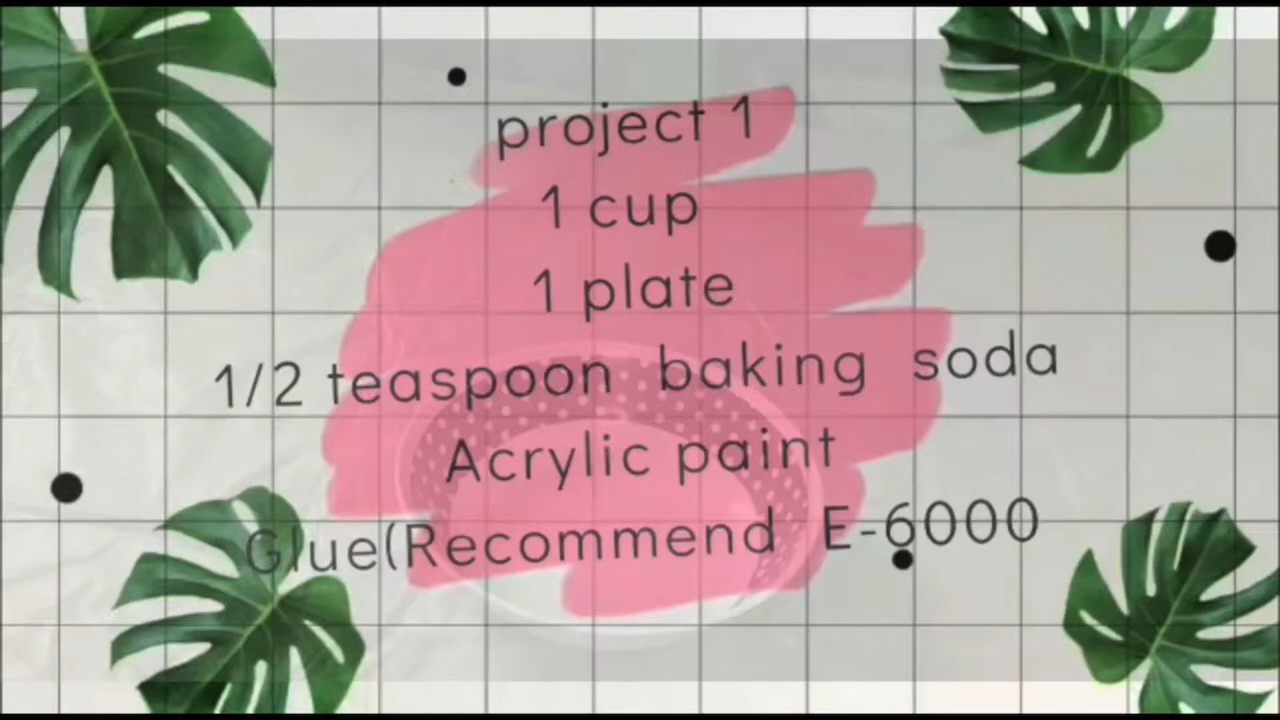 project 1
1 cup
1 plate
1/2 teaspoon baking soda
Acrylic paint
Glue(Recommend E-6000